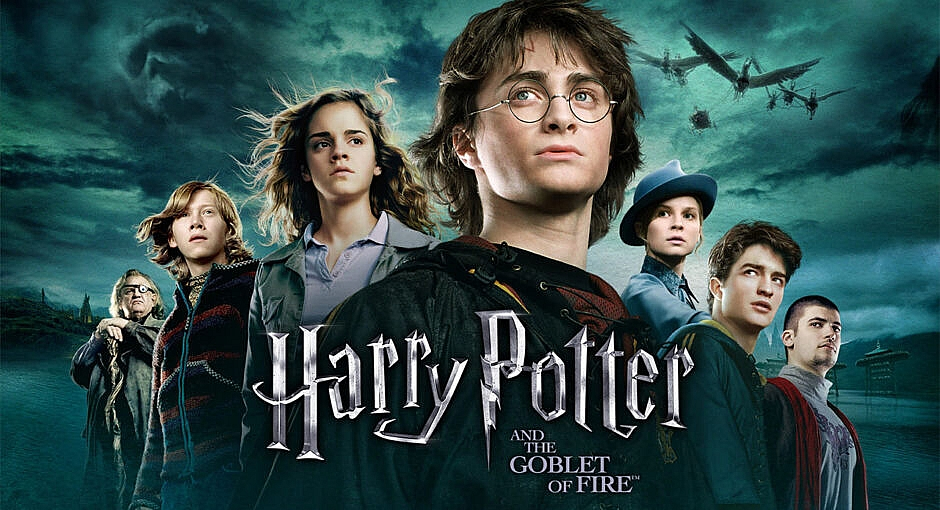 Harry Potter
AND
THE
GOBLET
OF FIRE™